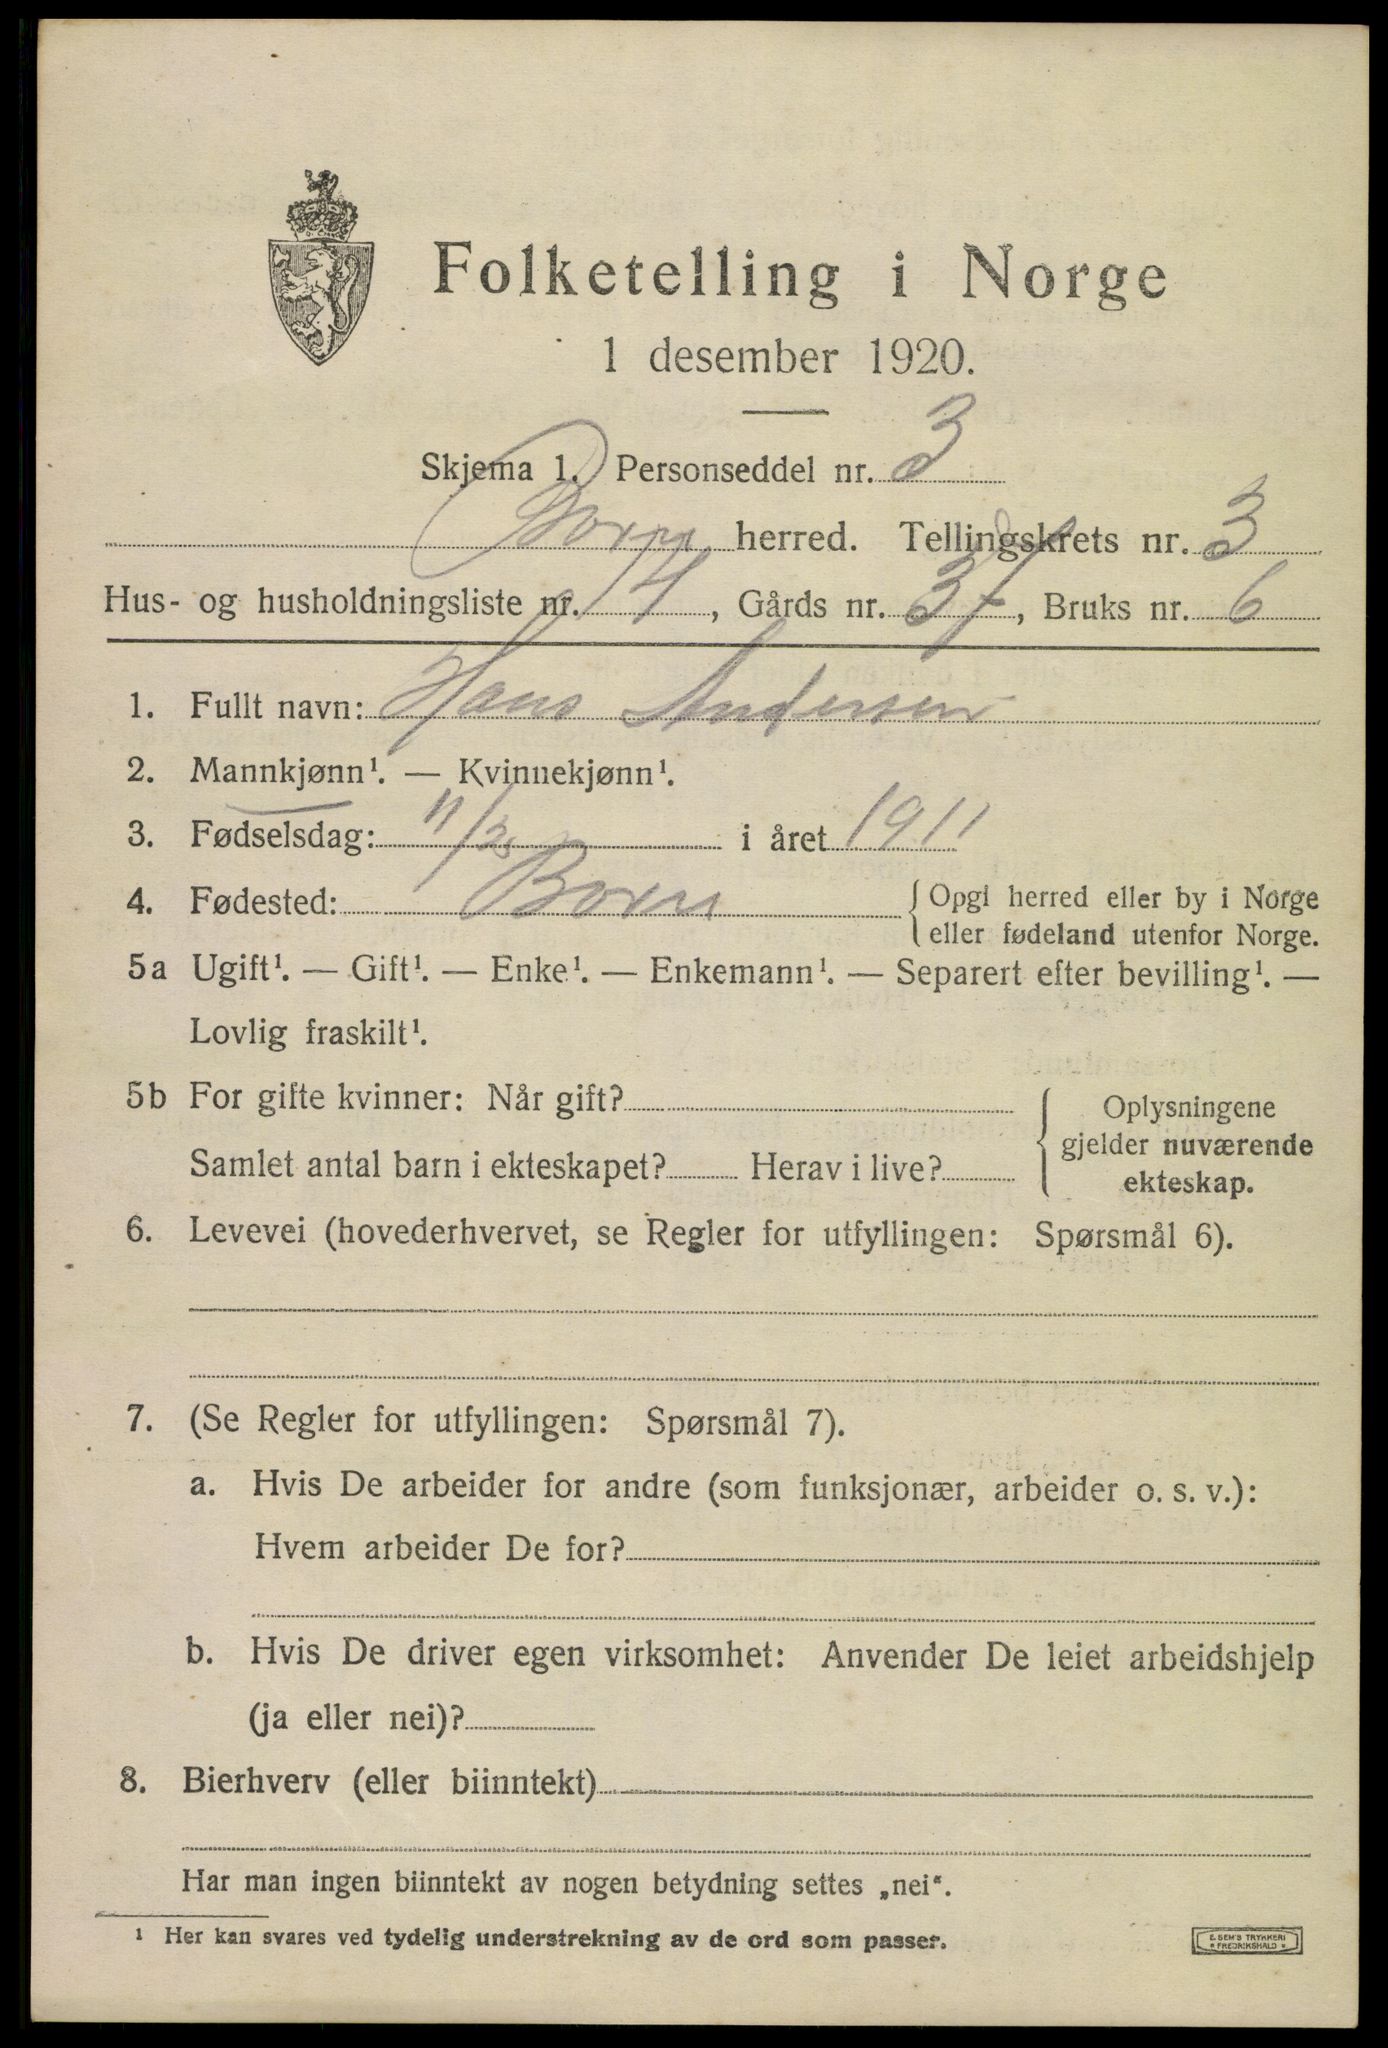 Folketelling i Norge
1 desember 1920.
Skjema 1. Personseddel nr. 3
herred. Tellingskrets nr. 3
Hus- og husholdningsliste nr. 14, Gårds nr. 37, Bruks nr. 6
1. Fullt navn: Hans Andersen
2. Mannkjønn¹. — Kvinnekjønn¹.
3. Fødselsdag: 11/3 i året 1911
4. Fødested: { Opgi herred eller by i Norge
eller fødeland utenfor Norge.
5a Ugift¹. — Gift¹. — Enke¹. — Enkemann¹. — Separert efter bevilling¹. —
Lovlig fraskilt¹.
5b For gifte kvinner: Når gift? { Oplysningene
gjelder nuværende
Samlet antal barn i ekteskapet? Herav i live?
ekteskap.
6. Levevei (hovederhvervet, se Regler for utfyllingen: Spørsmål 6).
7. (Se Regler for utfyllingen: Spørsmål 7).
a. Hvis De arbeider for andre (som funksjonær, arbeider o. s. v.):
Hvem arbeider De for?
b. Hvis De driver egen virksomhet: Anvender De leiet arbeidshjelp
(ja eller nei)?
8. Bierhverv (eller biinntekt)
Har man ingen biinntekt av nogen betydning settes „nei“.
¹ Her kan svares ved tydelig understrekning av de ord som passer.
E. SEM'S TRYKKERI
* FREDRIKSHALD *